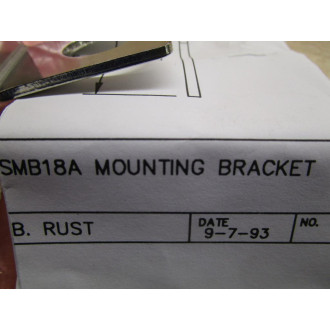 SMB18A MOUNTING BRACKET
B. RUST
DATE
9-7-93
NO.